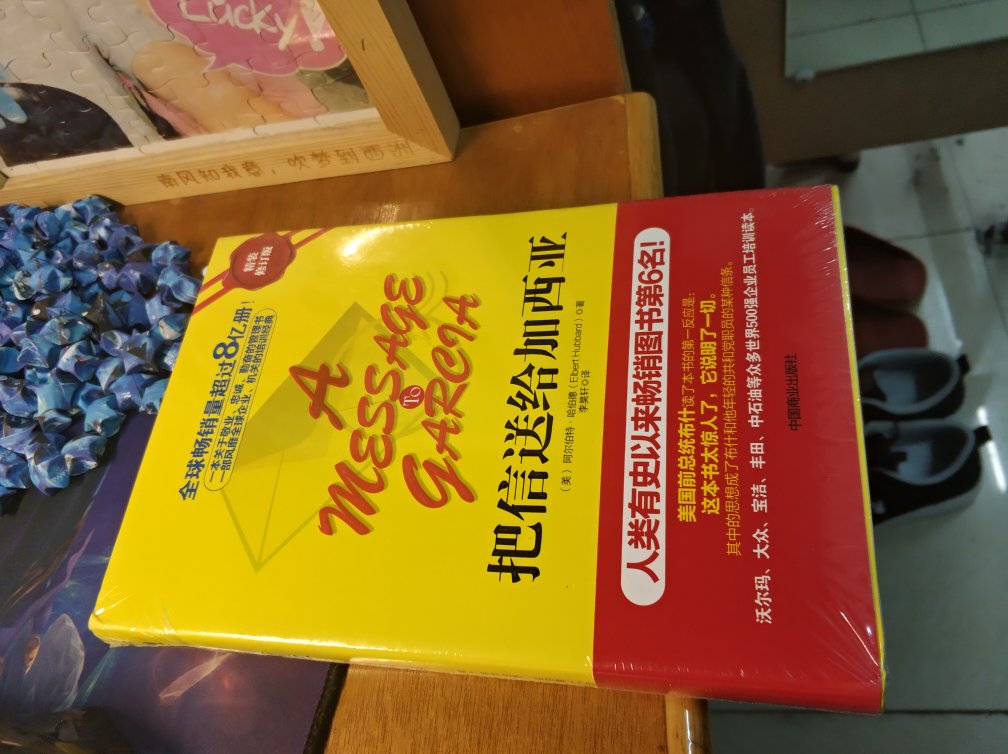 Lucky!
南风知我意，吹梦到西洲
精装
修订版
全球畅销量超过8亿册！
一本关于敬业、忠诚、勤奋的管理书
一部风靡全球企业、机关的培训经典
A
MESSAGE
TO
GARCIA
把信送给加西亚
（美）阿尔伯特·哈伯德（Elbert Hubbard）◎著
李昊轩◎译
人类有史以来畅销图书第6名！
美国前总统布什读了本书的第一反应是：
这本书太惊人了，它说明了一切。
其中的思想成了布什和他年轻的共和党职员的某种信条。
沃尔玛、大众、宝洁、丰田、中石油等众多世界500强企业员工培训读本。
中国商业出版社